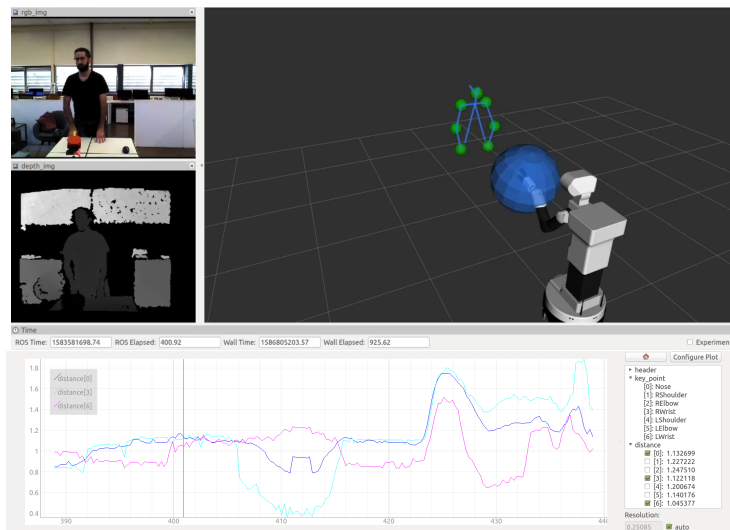 rgb_img
depth_img
Time
ROS Time: 1583581698.74 ROS Elapsed: 400.92 Wall Time: 1586805203.57 Wall Elapsed: 925.62 Experimen
Configure Plot
distance[0]
distance[3]
distance[6]
1.8
1.6
1.4
1.2
1
0.8
0.6
0.4
390
400
410
420
430
header
key_point
[0]: Nose
[1]: RShoulder
[2]: RElbow
[3]: RWrist
[4]: LShoulder
[5]: LElbow
[6]: LWrist
distance
[0]: 1.132699
[1]: 1.227222
[2]: 1.247510
[3]: 1.122118
[4]: 1.200674
[5]: 1.140176
[6]: 1.045377
Resolution:
0.25085 auto